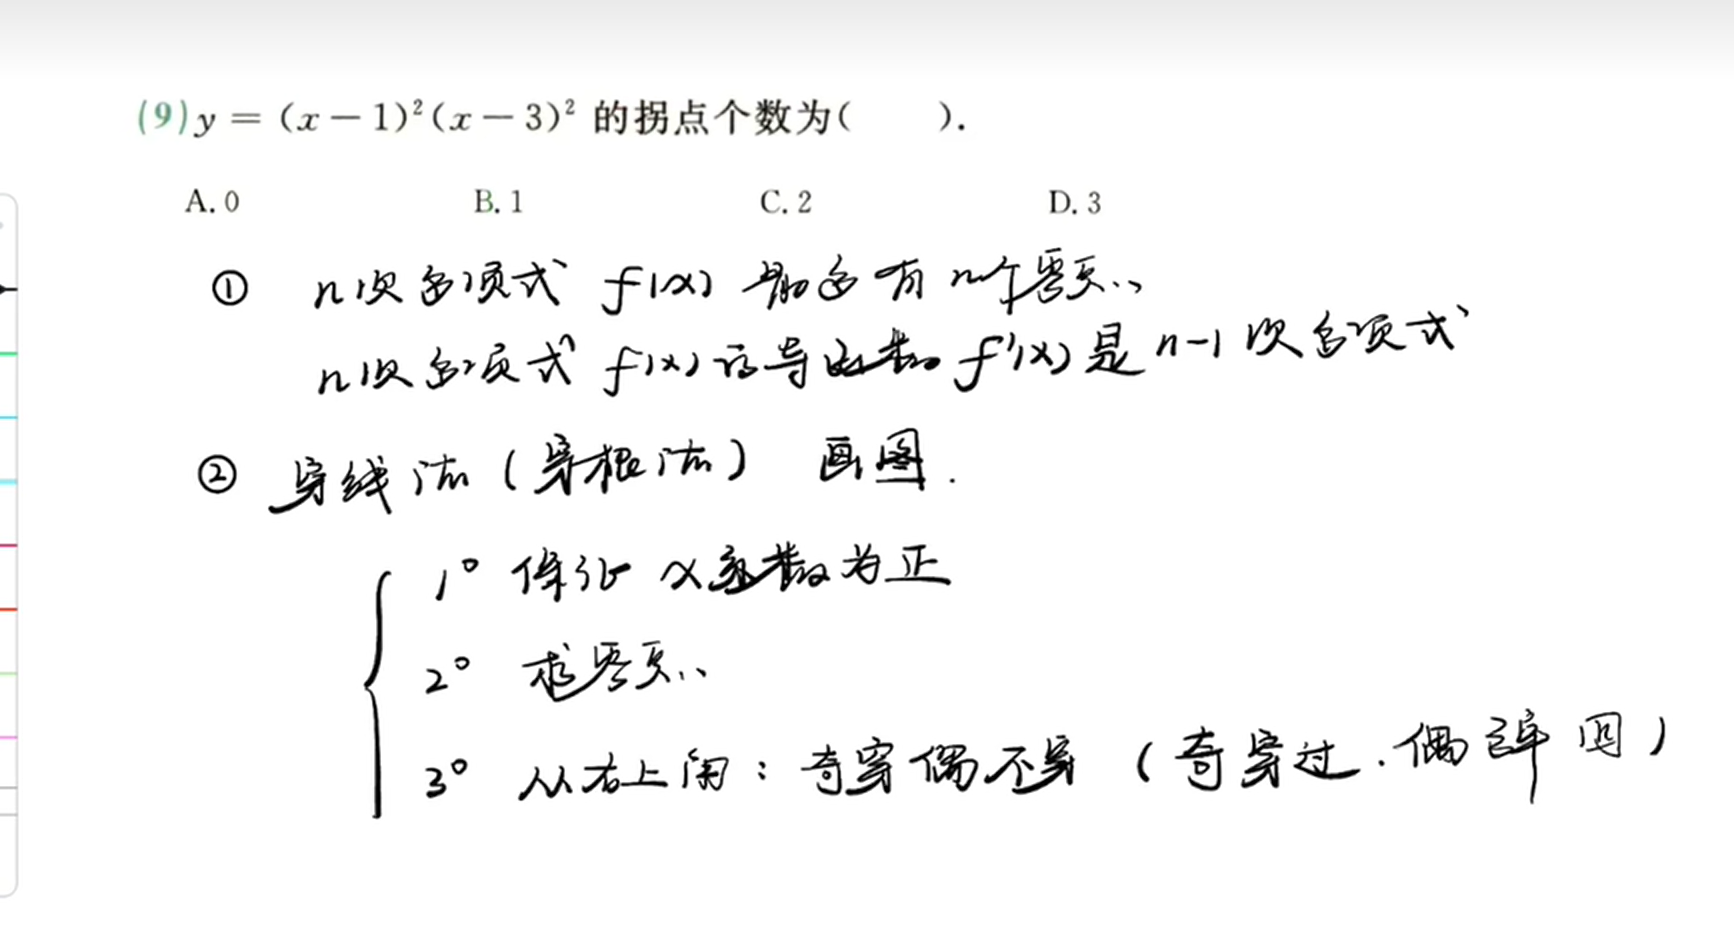 (9) y = (x − 1)²(x − 3)² 的拐点个数为(　　).
A. 0　B. 1　C. 2　D. 3
① n次多项式 f(x) 最多有 n个零点
n次多项式 f(x) 的导函数 f'(x) 是 n-1 次多项式
② 穿线法 (穿根法) 画图.
1° 保证 x系数为正
2° 求零点
3° 从右上开: 奇穿偶不穿 (奇穿过.偶 回)